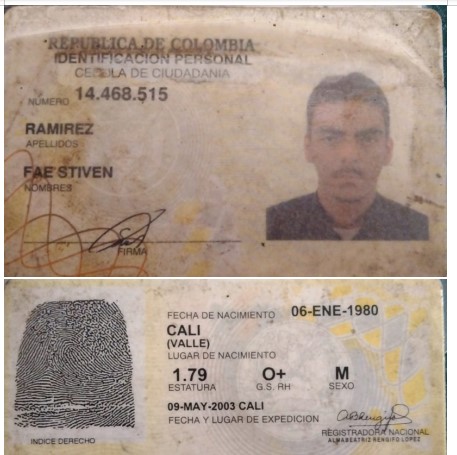 REPUBLICA DE COLOMBIA
IDENTIFICACION PERSONAL
CEDULA DE CIUDADANIA
NUMERO 14.468.515
RAMIREZ
APELLIDOS
FAE STIVEN
NOMBRES
FIRMA
FECHA DE NACIMIENTO 06-ENE-1980
CALI
(VALLE)
LUGAR DE NACIMIENTO
1.79 O+ M
ESTATURA G.S. RH SEXO
09-MAY-2003 CALI
FECHA Y LUGAR DE EXPEDICION
INDICE DERECHO
REGISTRADORA NACIONAL
ALMABEATRIZ RENGIFO LOPEZ